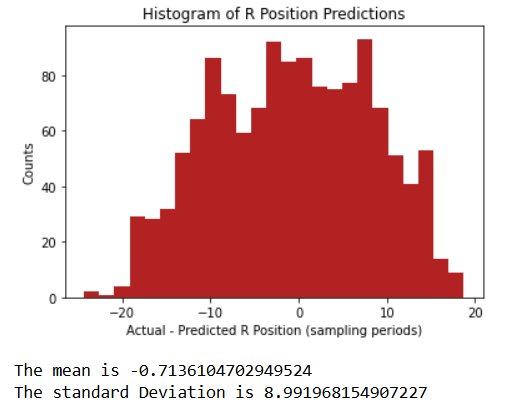 Histogram of R Position Predictions
80
60
40
20
0
Counts
−20 −10 0 10 20
Actual - Predicted R Position (sampling periods)
The mean is -0.7136104702949524
The standard Deviation is 8.991968154907227